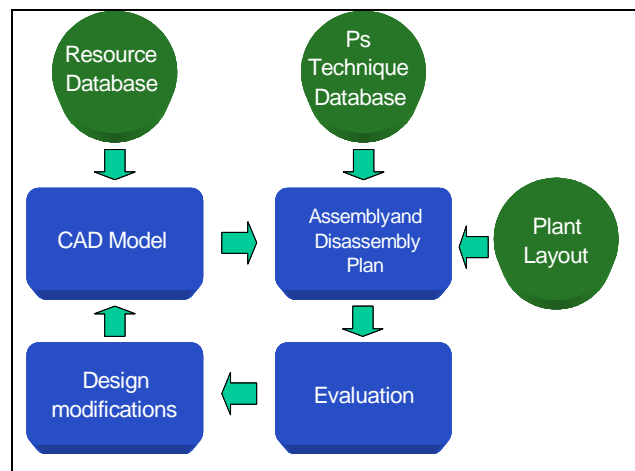 Resource
Database
Ps
Technique
Database
CAD Model
Assemblyand
Disassembly
Plan
Plant
Layout
Design
modifications
Evaluation